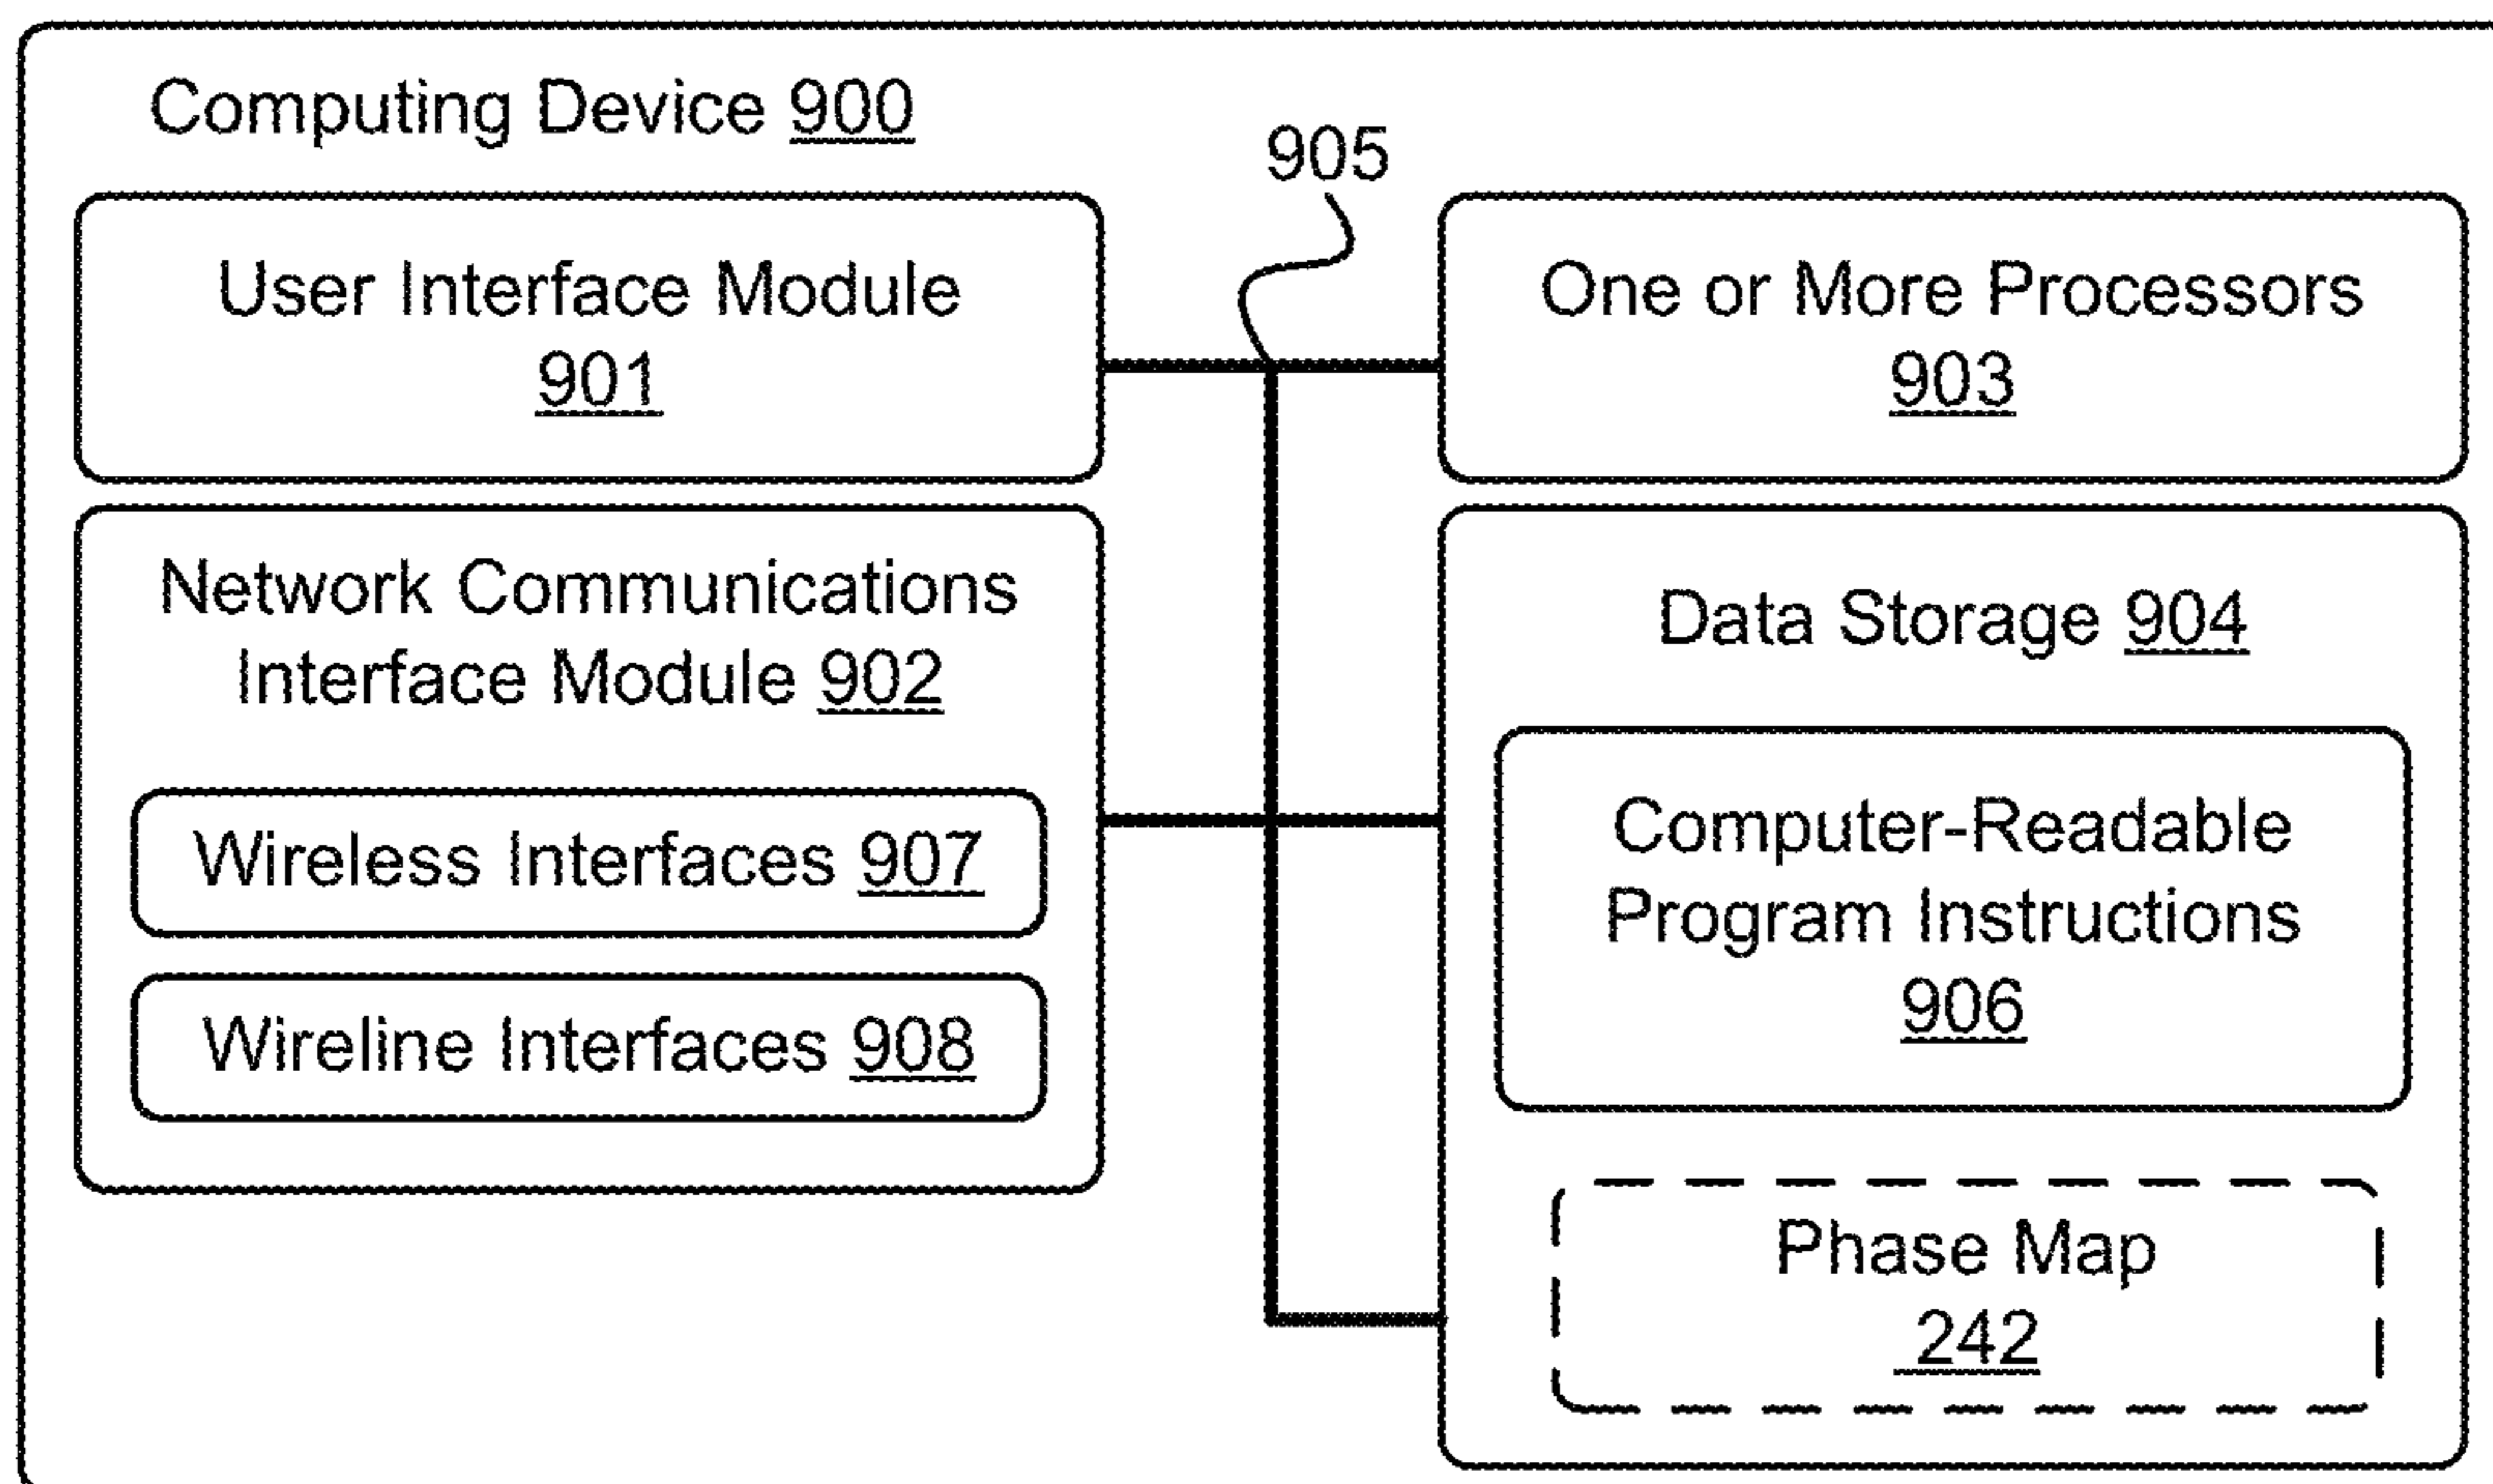 Computing Device 900
905
User Interface Module
901
One or More Processors
903
Network Communications
Interface Module 902
Wireless Interfaces 907
Wireline Interfaces 908
Data Storage 904
Computer-Readable
Program Instructions
906
Phase Map
242